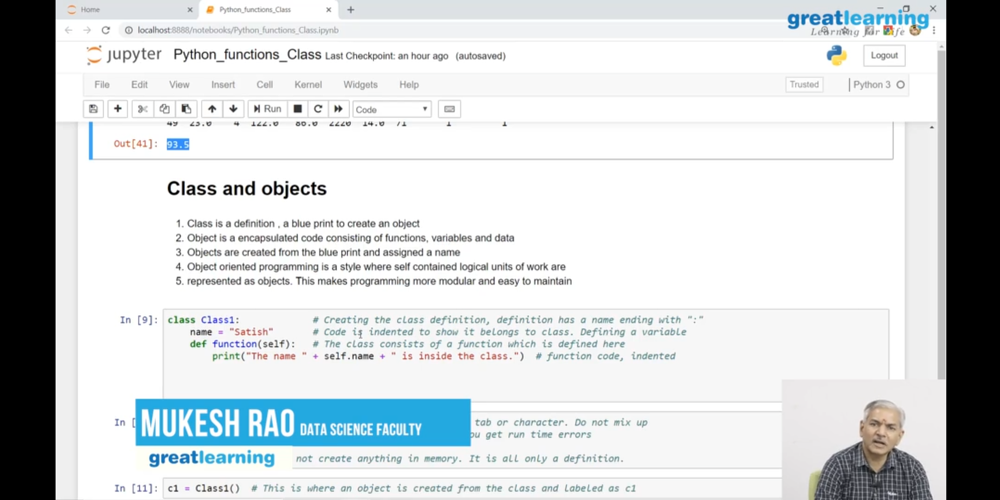 Home
Python_functions_Class
greatlearning
Learning for Life
localhost:8888/notebooks/Python_functions_Class.ipynb
jupyter Python_functions_Class Last Checkpoint: an hour ago (autosaved)
Logout
File Edit View Insert Cell Kernel Widgets Help
Trusted
Python 3
Run
Code
49 23.0 4 122.0 86.0 2220 14.0 71 1 1
Out[41]: 93.5
Class and objects
1. Class is a definition , a blue print to create an object
2. Object is a encapsulated code consisting of functions, variables and data
3. Objects are created from the blue print and assigned a name
4. Object oriented programming is a style where self contained logical units of work are
5. represented as objects. This makes programming more modular and easy to maintain
In [9]: class Class1: # Creating the class definition, definition has a name ending with ":"
name = "Satish" # Code is indented to show it belongs to class. Defining a variable
def function(self): # The class consists of a function which is defined here
print("The name " + self.name + " is inside the class.") # function code, indented
In [ tab or character. Do not mix up
ou get run time errors
not create anything in memory. It is all only a definition.
MUKESH RAO DATA SCIENCE FACULTY
greatlearning
In [11]: c1 = Class1() # This is where an object is created from the class and labeled as c1